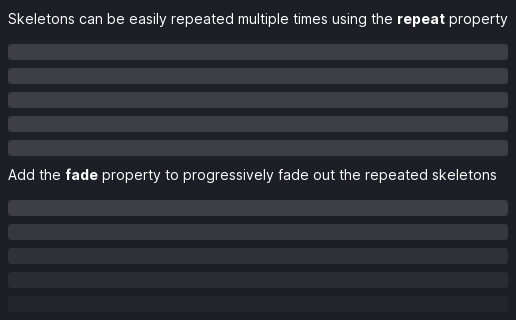 Skeletons can be easily repeated multiple times using the repeat property
Add the fade property to progressively fade out the repeated skeletons